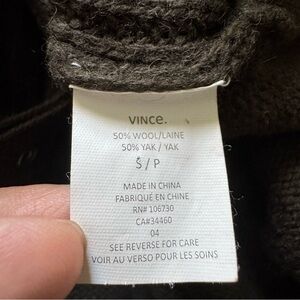 VINCE.
50% WOOL/LAINE
50% YAK / YAK
S / P
MADE IN CHINA
FABRIQUÉ EN CHINE
RN# 106730
CA#34460
04
SEE REVERSE FOR CARE
VOIR AU VERSO POUR LES SOINS